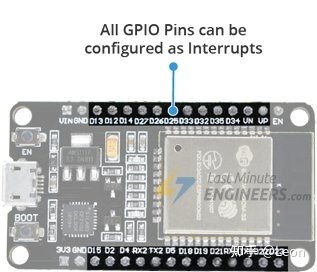 All GPIO Pins can be
configured as Interrupts
VIN GND D13 D12 D14 D27 D26 D25 D33 D32 D35 D34 VN VP EN
EN
Last Minute
ENGINEERS.com
BOOT
3V3 GND D15 D2 D4 RX2 TX2 D5 D18 D19 D21